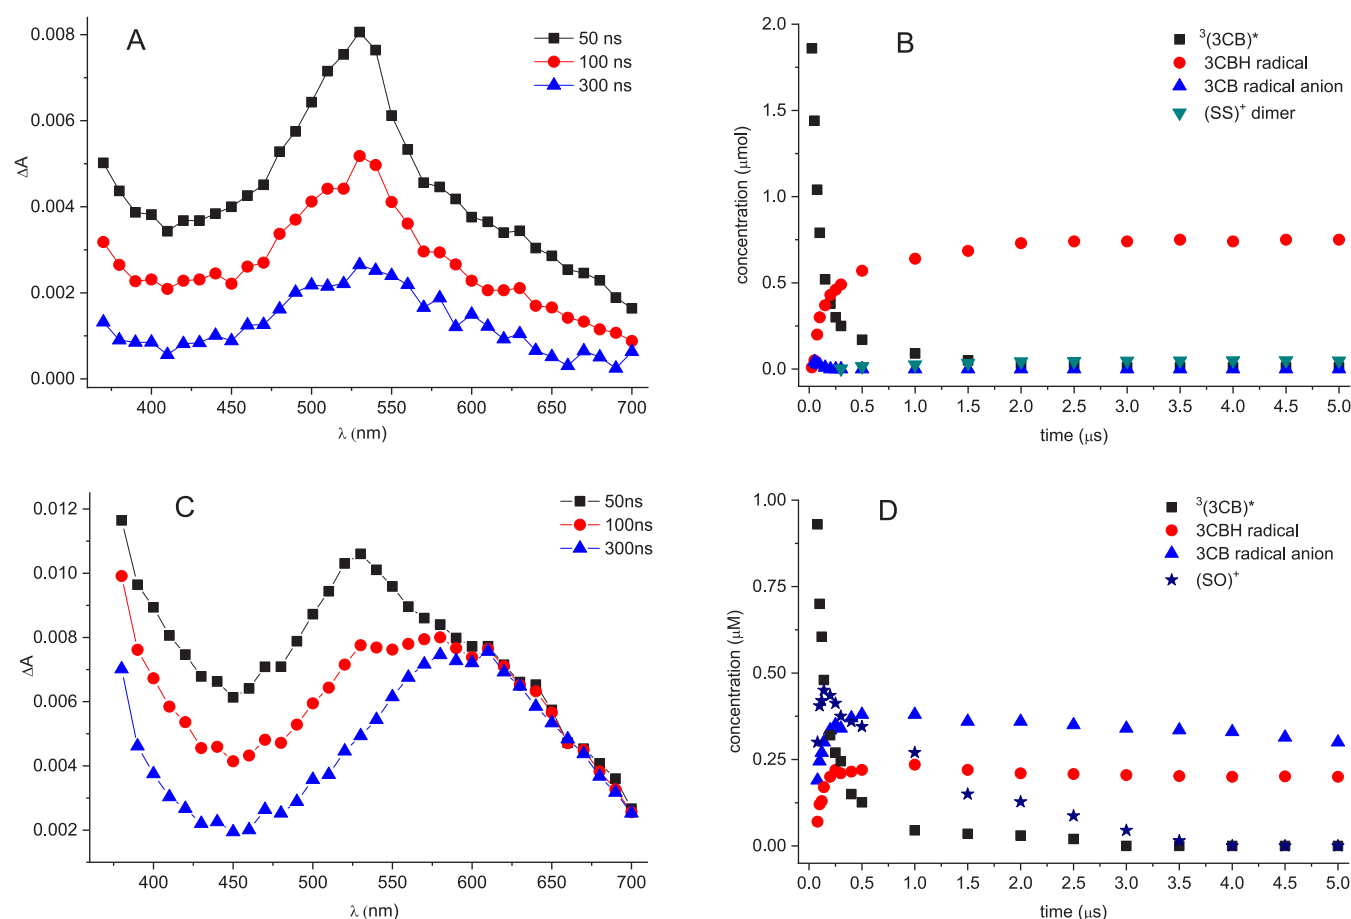 A
50 ns
100 ns
300 ns
0.008
0.006
0.004
0.002
0.000
ΔA
400 450 500 550 600 650 700
λ (nm)
B
³(3CB)*
3CBH radical
3CB radical anion
(SS)⁺ dimer
2.0
1.5
1.0
0.5
0.0
concentration (μmol)
0.0 0.5 1.0 1.5 2.0 2.5 3.0 3.5 4.0 4.5 5.0
time (μs)
C
50ns
100ns
300ns
0.012
0.010
0.008
0.006
0.004
0.002
ΔA
400 450 500 550 600 650 700
λ (nm)
D
³(3CB)*
3CBH radical
3CB radical anion
(SO)⁺
1.00
0.75
0.50
0.25
0.00
concentration (μM)
0.0 0.5 1.0 1.5 2.0 2.5 3.0 3.5 4.0 4.5 5.0
time (μs)